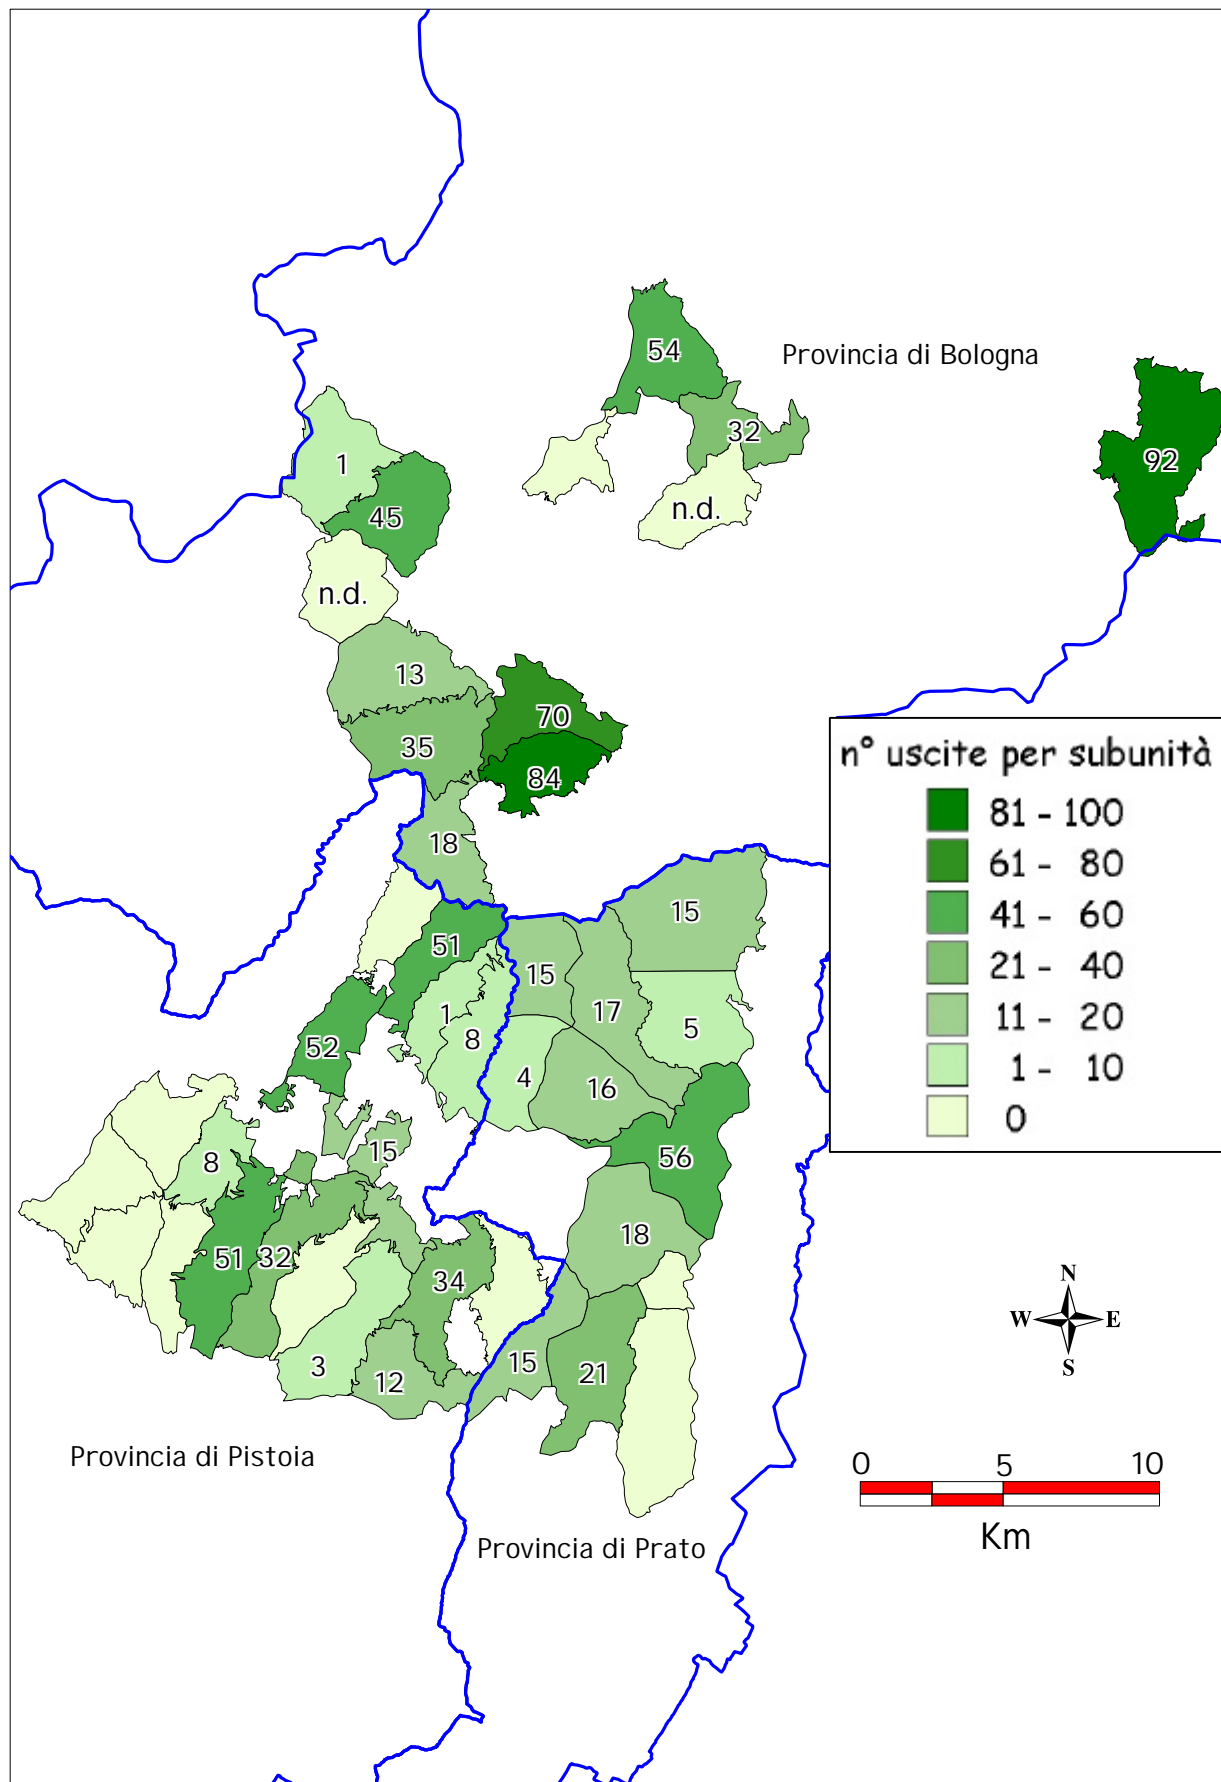 54
Provincia di Bologna
32
92
1
45
n.d.
n.d.
13
70
35
84
n° uscite per subunità
81 - 100
61 - 80
41 - 60
21 - 40
11 - 20
1 - 10
0
18
15
51
15
17
1
8
5
52
4
16
15
8
56
18
51
32
34
N
W
E
S
3
12
15
21
Provincia di Pistoia
0
5
10
Km
Provincia di Prato